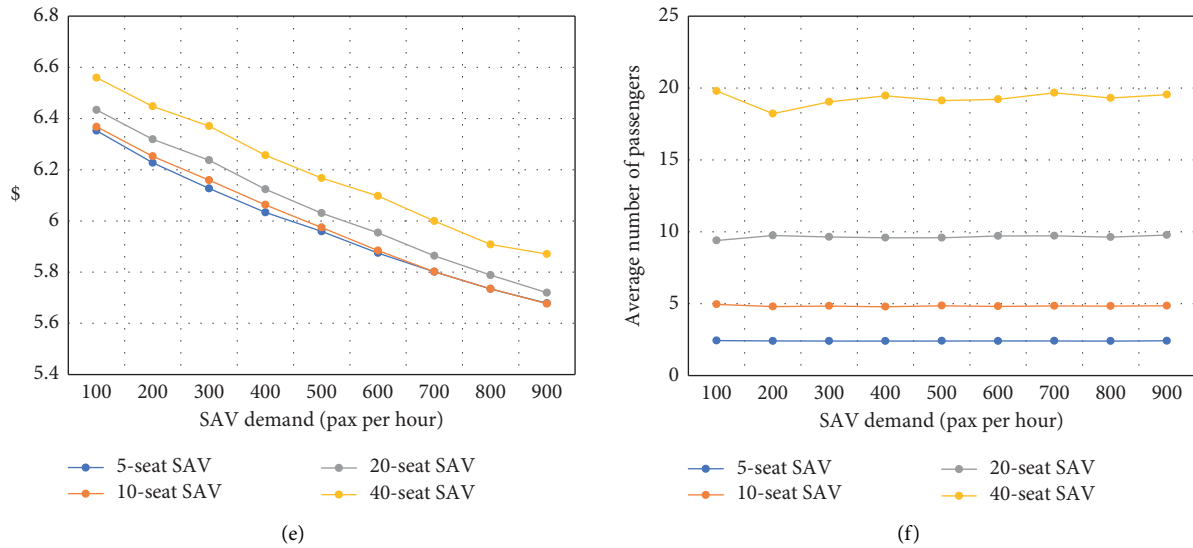 6.8
6.6
6.4
6.2
$
6
5.8
5.6
5.4
100 200 300 400 500 600 700 800 900
SAV demand (pax per hour)
5-seat SAV
10-seat SAV
20-seat SAV
40-seat SAV
(e)
Average number of passengers
25
20
15
10
5
0
100 200 300 400 500 600 700 800 900
SAV demand (pax per hour)
5-seat SAV
10-seat SAV
20-seat SAV
40-seat SAV
(f)